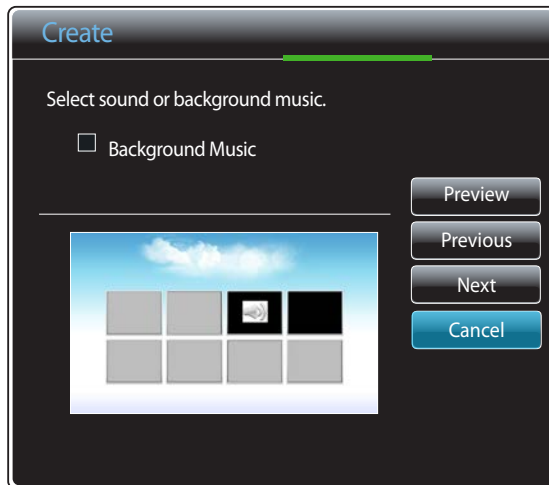 Create
Select sound or background music.
Background Music
Preview
Previous
Next
Cancel